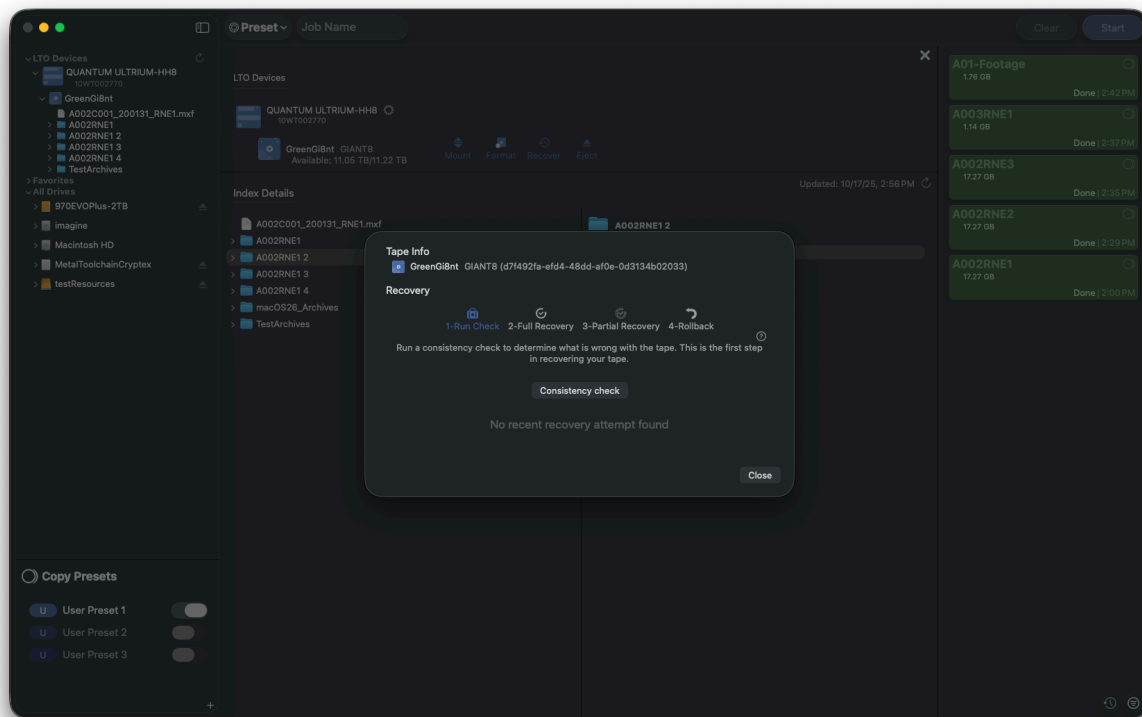 Preset
Job Name
Clear
Start
LTO Devices
QUANTUM ULTRIUM-HH8
10WT002770
GreenGi8nt
A002C001_200131_RNE1.mxf
A002RNE1
A002RNE1 2
A002RNE1 3
A002RNE1 4
TestArchives
Favorites
All Drives
970EVOPlus-2TB
imagine
Macintosh HD
MetalToolchainCryptex
testResources
Copy Presets
U User Preset 1
U User Preset 2
U User Preset 3
+
LTO Devices
QUANTUM ULTRIUM-HH8
10WT002770
GreenGi8nt GIANT8
Available: 11.05 TB/11.22 TB
Mount Format Recover Eject
Updated: 10/17/25, 2:56 PM
Index Details
A002C001_200131_RNE1.mxf
A002RNE1
A002RNE1 2
A002RNE1 3
A002RNE1 4
macOS26_Archives
TestArchives
A002RNE1 2
Tape Info
GreenGi8nt GIANT8 (d7f492fa-efd4-48dd-af0e-0d3134b02033)
Recovery
1-Run Check 2-Full Recovery 3-Partial Recovery 4-Rollback
Run a consistency check to determine what is wrong with the tape. This is the first step
in recovering your tape.
Consistency check
No recent recovery attempt found
Close
A01-Footage
1.76 GB
Done | 2:42 PM
A003RNE1
1.14 GB
Done | 2:37 PM
A002RNE3
17.27 GB
Done | 2:35 PM
A002RNE2
17.27 GB
Done | 2:29 PM
A002RNE1
17.27 GB
Done | 2:00 PM